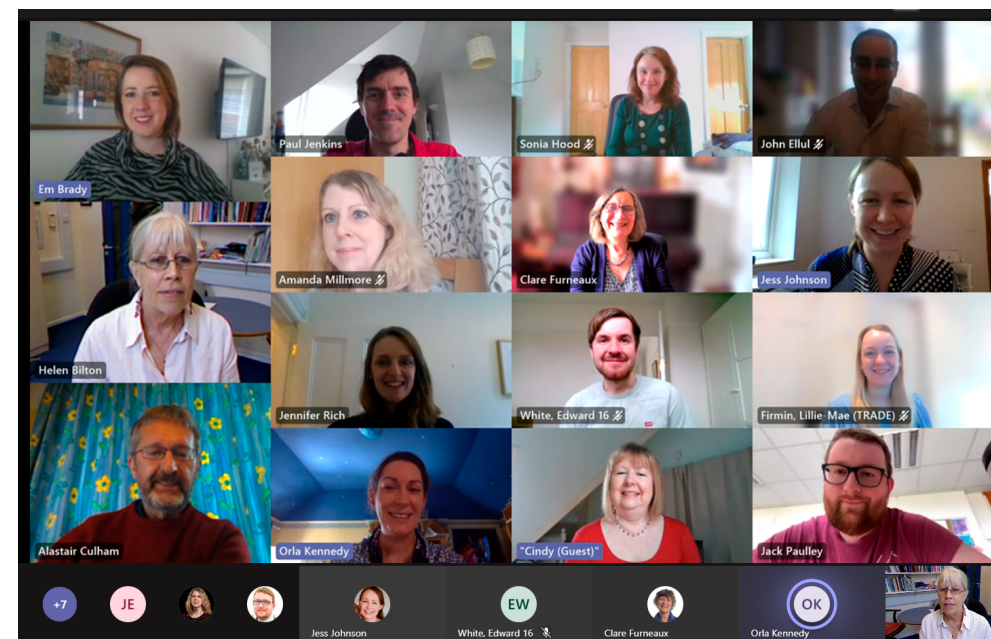 Em Brady
Paul Jenkins
Sonia Hood
John Ellul
Amanda Millmore
Clare Furneaux
Jess Johnson
Helen Bilton
Jennifer Rich
White, Edward 16
Firmin, Lillie-Mae (TRADE)
Alastair Culham
Orla Kennedy
"Cindy (Guest)"
Jack Paulley
+7
JE
EW
OK
Jess Johnson
White, Edward 16
Clare Furneaux
Orla Kennedy